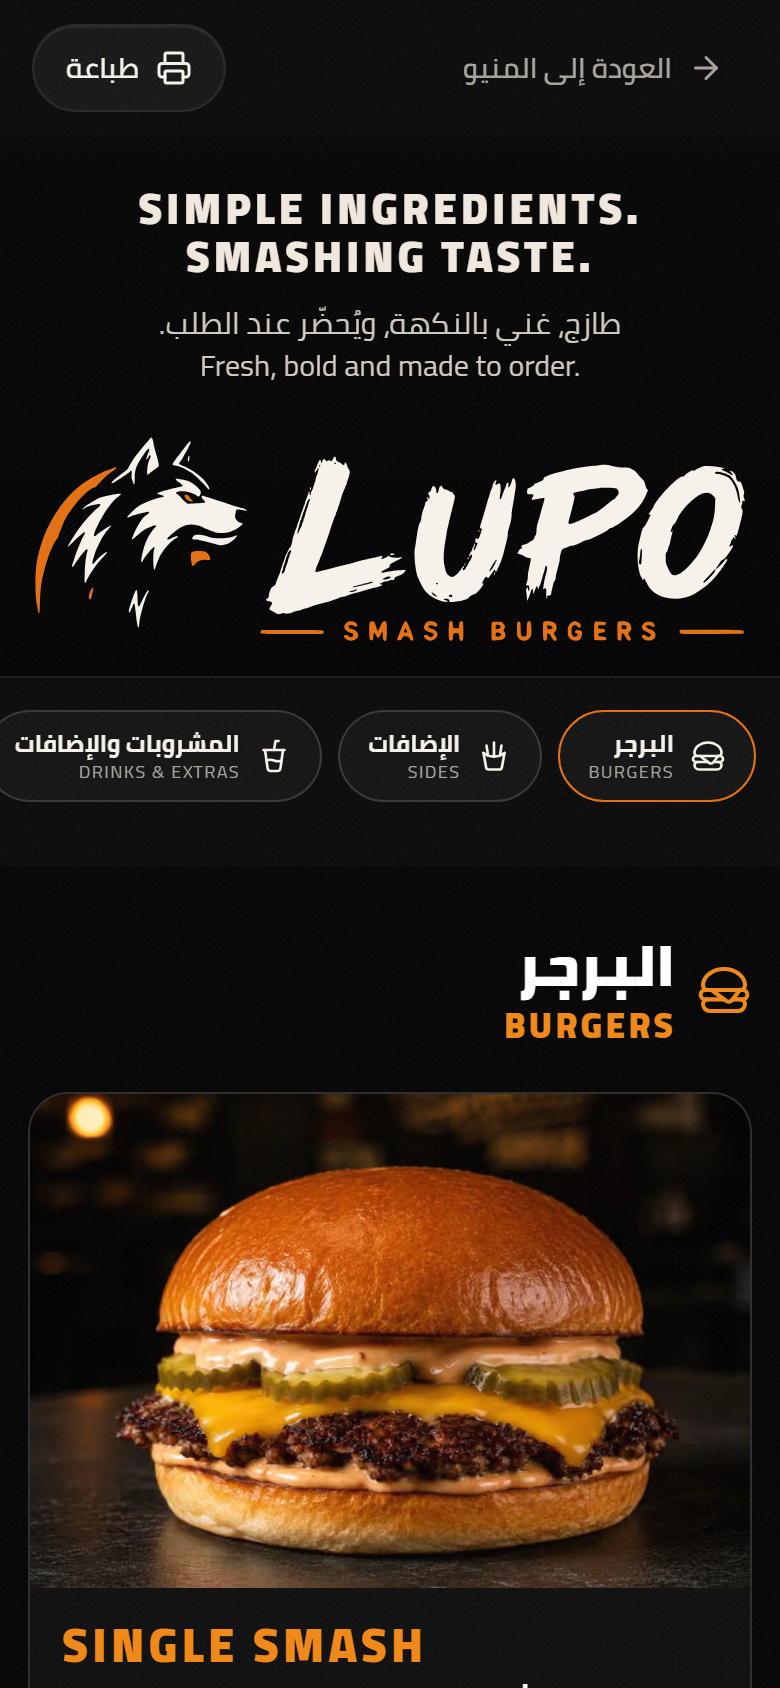 العودة إلى المنيو
طباعة
SIMPLE INGREDIENTS.
SMASHING TASTE.
طازج، غني بالنكهة، ويُحضّر عند الطلب.
Fresh, bold and made to order.
LUPO
SMASH BURGERS
البرجر
BURGERS
الإضافات
SIDES
المشروبات والإضافات
DRINKS & EXTRAS
البرجر
BURGERS
SINGLE SMASH